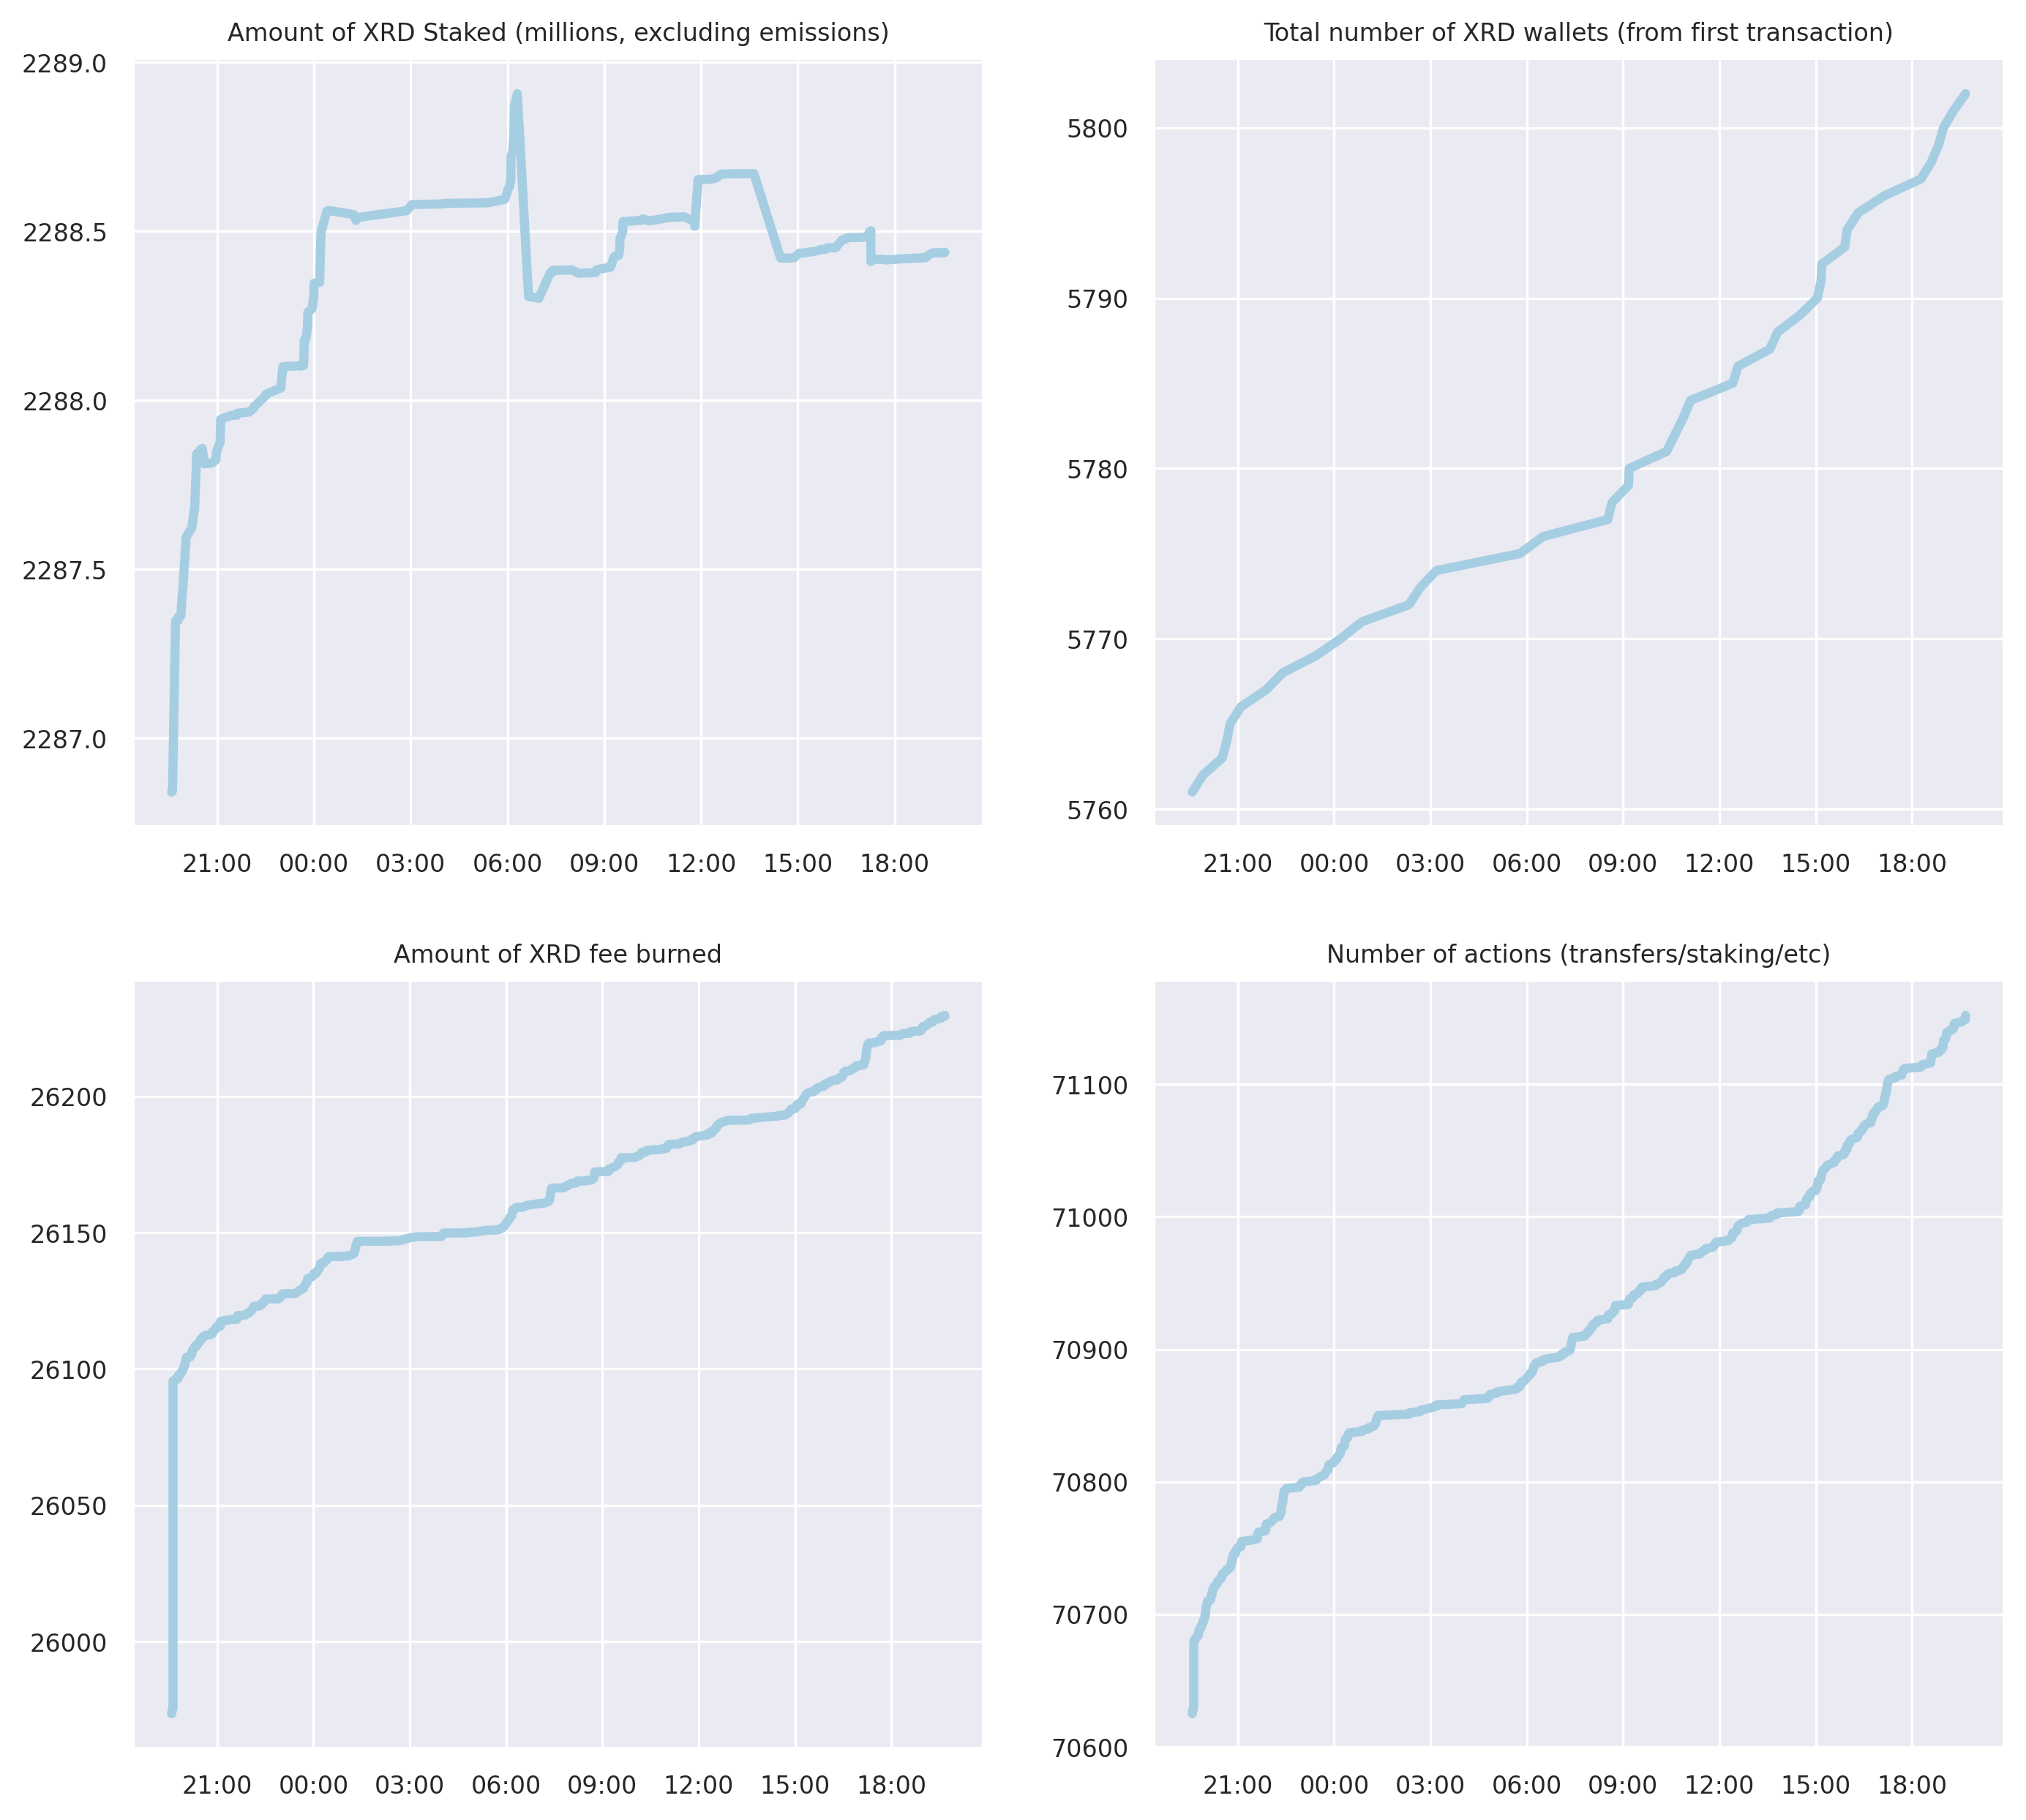 Amount of XRD Staked (millions, excluding emissions)
2289.0
2288.5
2288.0
2287.5
2287.0
21:00 00:00 03:00 06:00 09:00 12:00 15:00 18:00
Total number of XRD wallets (from first transaction)
5800
5790
5780
5770
5760
21:00 00:00 03:00 06:00 09:00 12:00 15:00 18:00
Amount of XRD fee burned
26200
26150
26100
26050
26000
21:00 00:00 03:00 06:00 09:00 12:00 15:00 18:00
Number of actions (transfers/staking/etc)
71100
71000
70900
70800
70700
70600
21:00 00:00 03:00 06:00 09:00 12:00 15:00 18:00